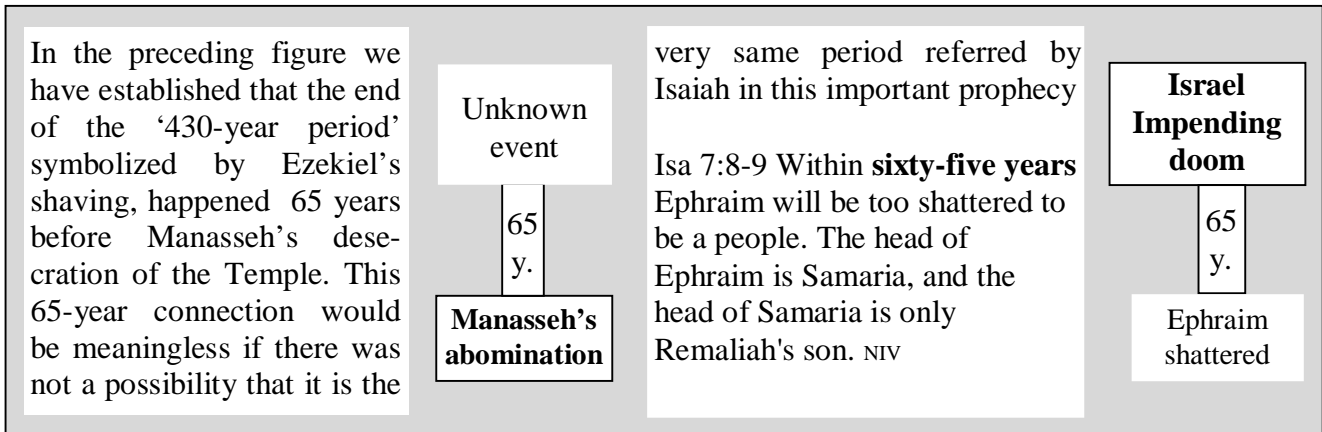 In the preceding figure we
have established that the end
of the ‘430-year period’
symbolized by Ezekiel’s
shaving, happened 65 years
before Manasseh’s dese-
cration of the Temple. This
65-year connection would
be meaningless if there was
not a possibility that it is the
Unknown
event
65
y.
Manasseh’s
abomination
very same period referred by
Isaiah in this important prophecy
Isa 7:8-9 Within sixty-five years
Ephraim will be too shattered to
be a people. The head of
Ephraim is Samaria, and the
head of Samaria is only
Remaliah's son. NIV
Israel
Impending
doom
65
y.
Ephraim
shattered